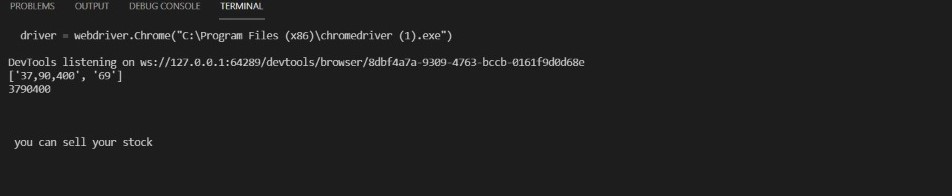 PROBLEMS OUTPUT DEBUG CONSOLE TERMINAL
driver = webdriver.Chrome("C:\Program Files (x86)\chromedriver (1).exe")
DevTools listening on ws://127.0.0.1:64289/devtools/browser/8dbf4a7a-9309-4763-bccb-0161f9d0d68e
['37,90,400', '69']
3790400
you can sell your stock